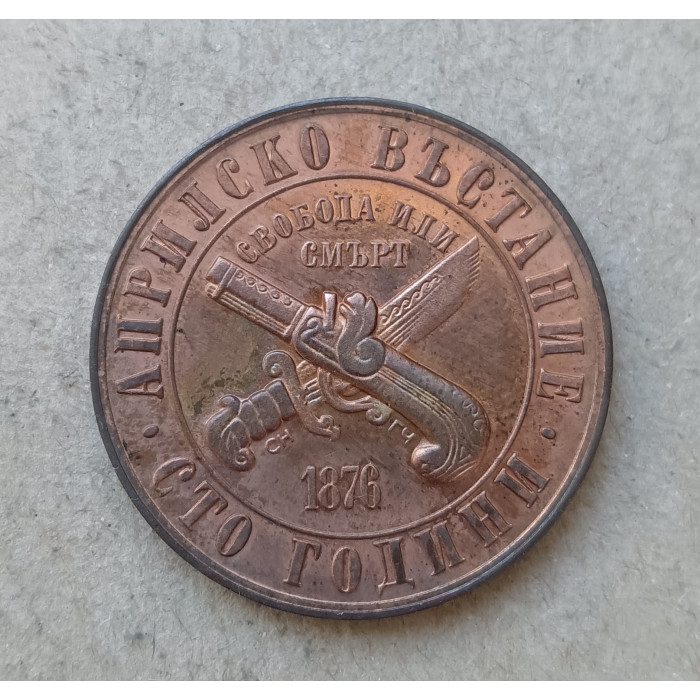 АПРИЛСКО ВЪСТАНИЕ
· СТО ГОДИНИ ·
СВОБОДА ИЛИ
СМЪРТ
СН
ГЧ
1876